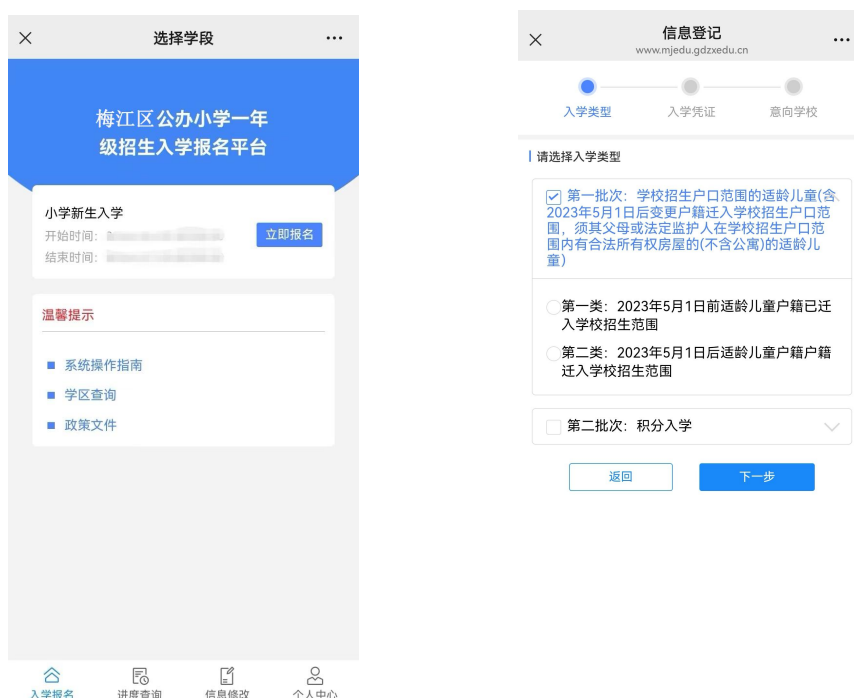 选择学段
梅江区公办小学一年
级招生入学报名平台
小学新生入学
开始时间：
立即报名
结束时间：
温馨提示
系统操作指南
学区查询
政策文件
入学报名
进度查询
信息修改
个人中心
信息登记
www.mjedu.gdzxedu.cn
入学类型
入学凭证
意向学校
请选择入学类型
第一批次：学校招生户口范围的适龄儿童(含
2023年5月1日后变更户籍迁入学校招生户口范
围，须其父母或法定监护人在学校招生户口范
围内有合法所有权房屋的(不含公寓)的适龄儿
童）
第一类：2023年5月1日前适龄儿童户籍已迁
入学校招生范围
第二类：2023年5月1日后适龄儿童户籍户籍
迁入学校招生范围
第二批次：积分入学
返回
下一步